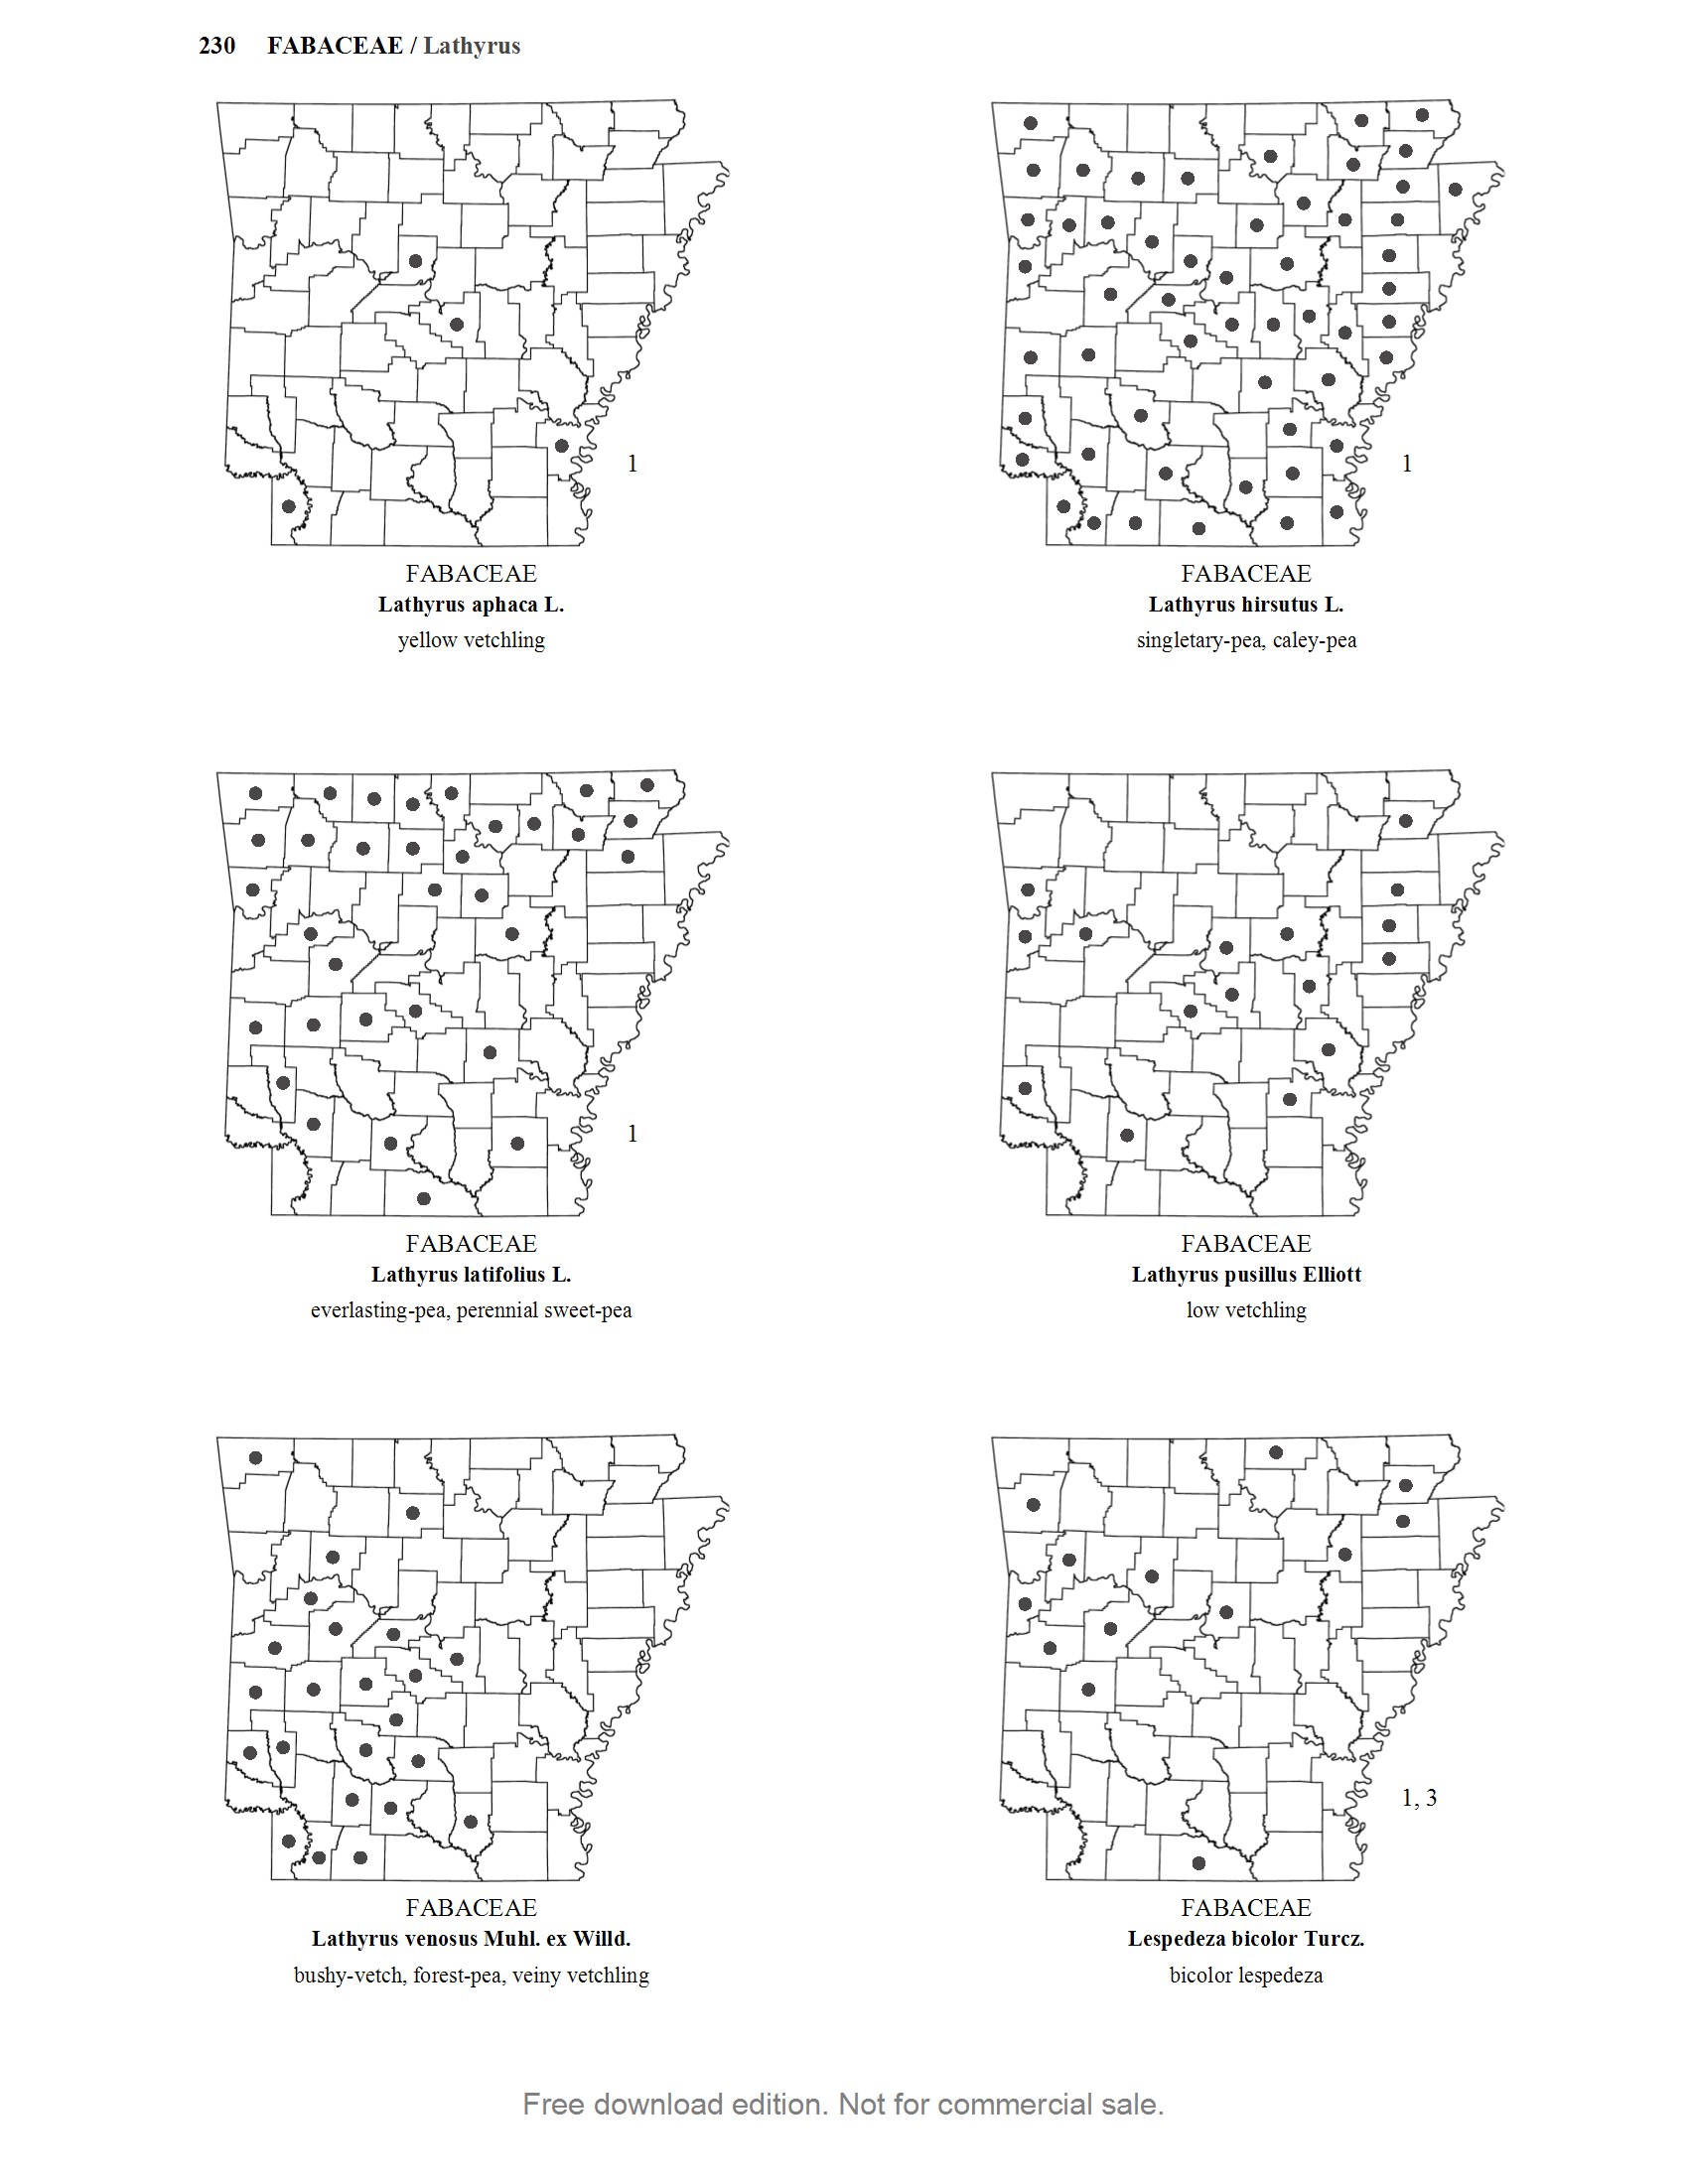 230 FABACEAE / Lathyrus
1
FABACEAE
Lathyrus aphaca L.
yellow vetchling
1
FABACEAE
Lathyrus hirsutus L.
singletary-pea, caley-pea
1
FABACEAE
Lathyrus latifolius L.
everlasting-pea, perennial sweet-pea
FABACEAE
Lathyrus pusillus Elliott
low vetchling
FABACEAE
Lathyrus venosus Muhl. ex Willd.
bushy-vetch, forest-pea, veiny vetchling
1, 3
FABACEAE
Lespedeza bicolor Turcz.
bicolor lespedeza
Free download edition. Not for commercial sale.